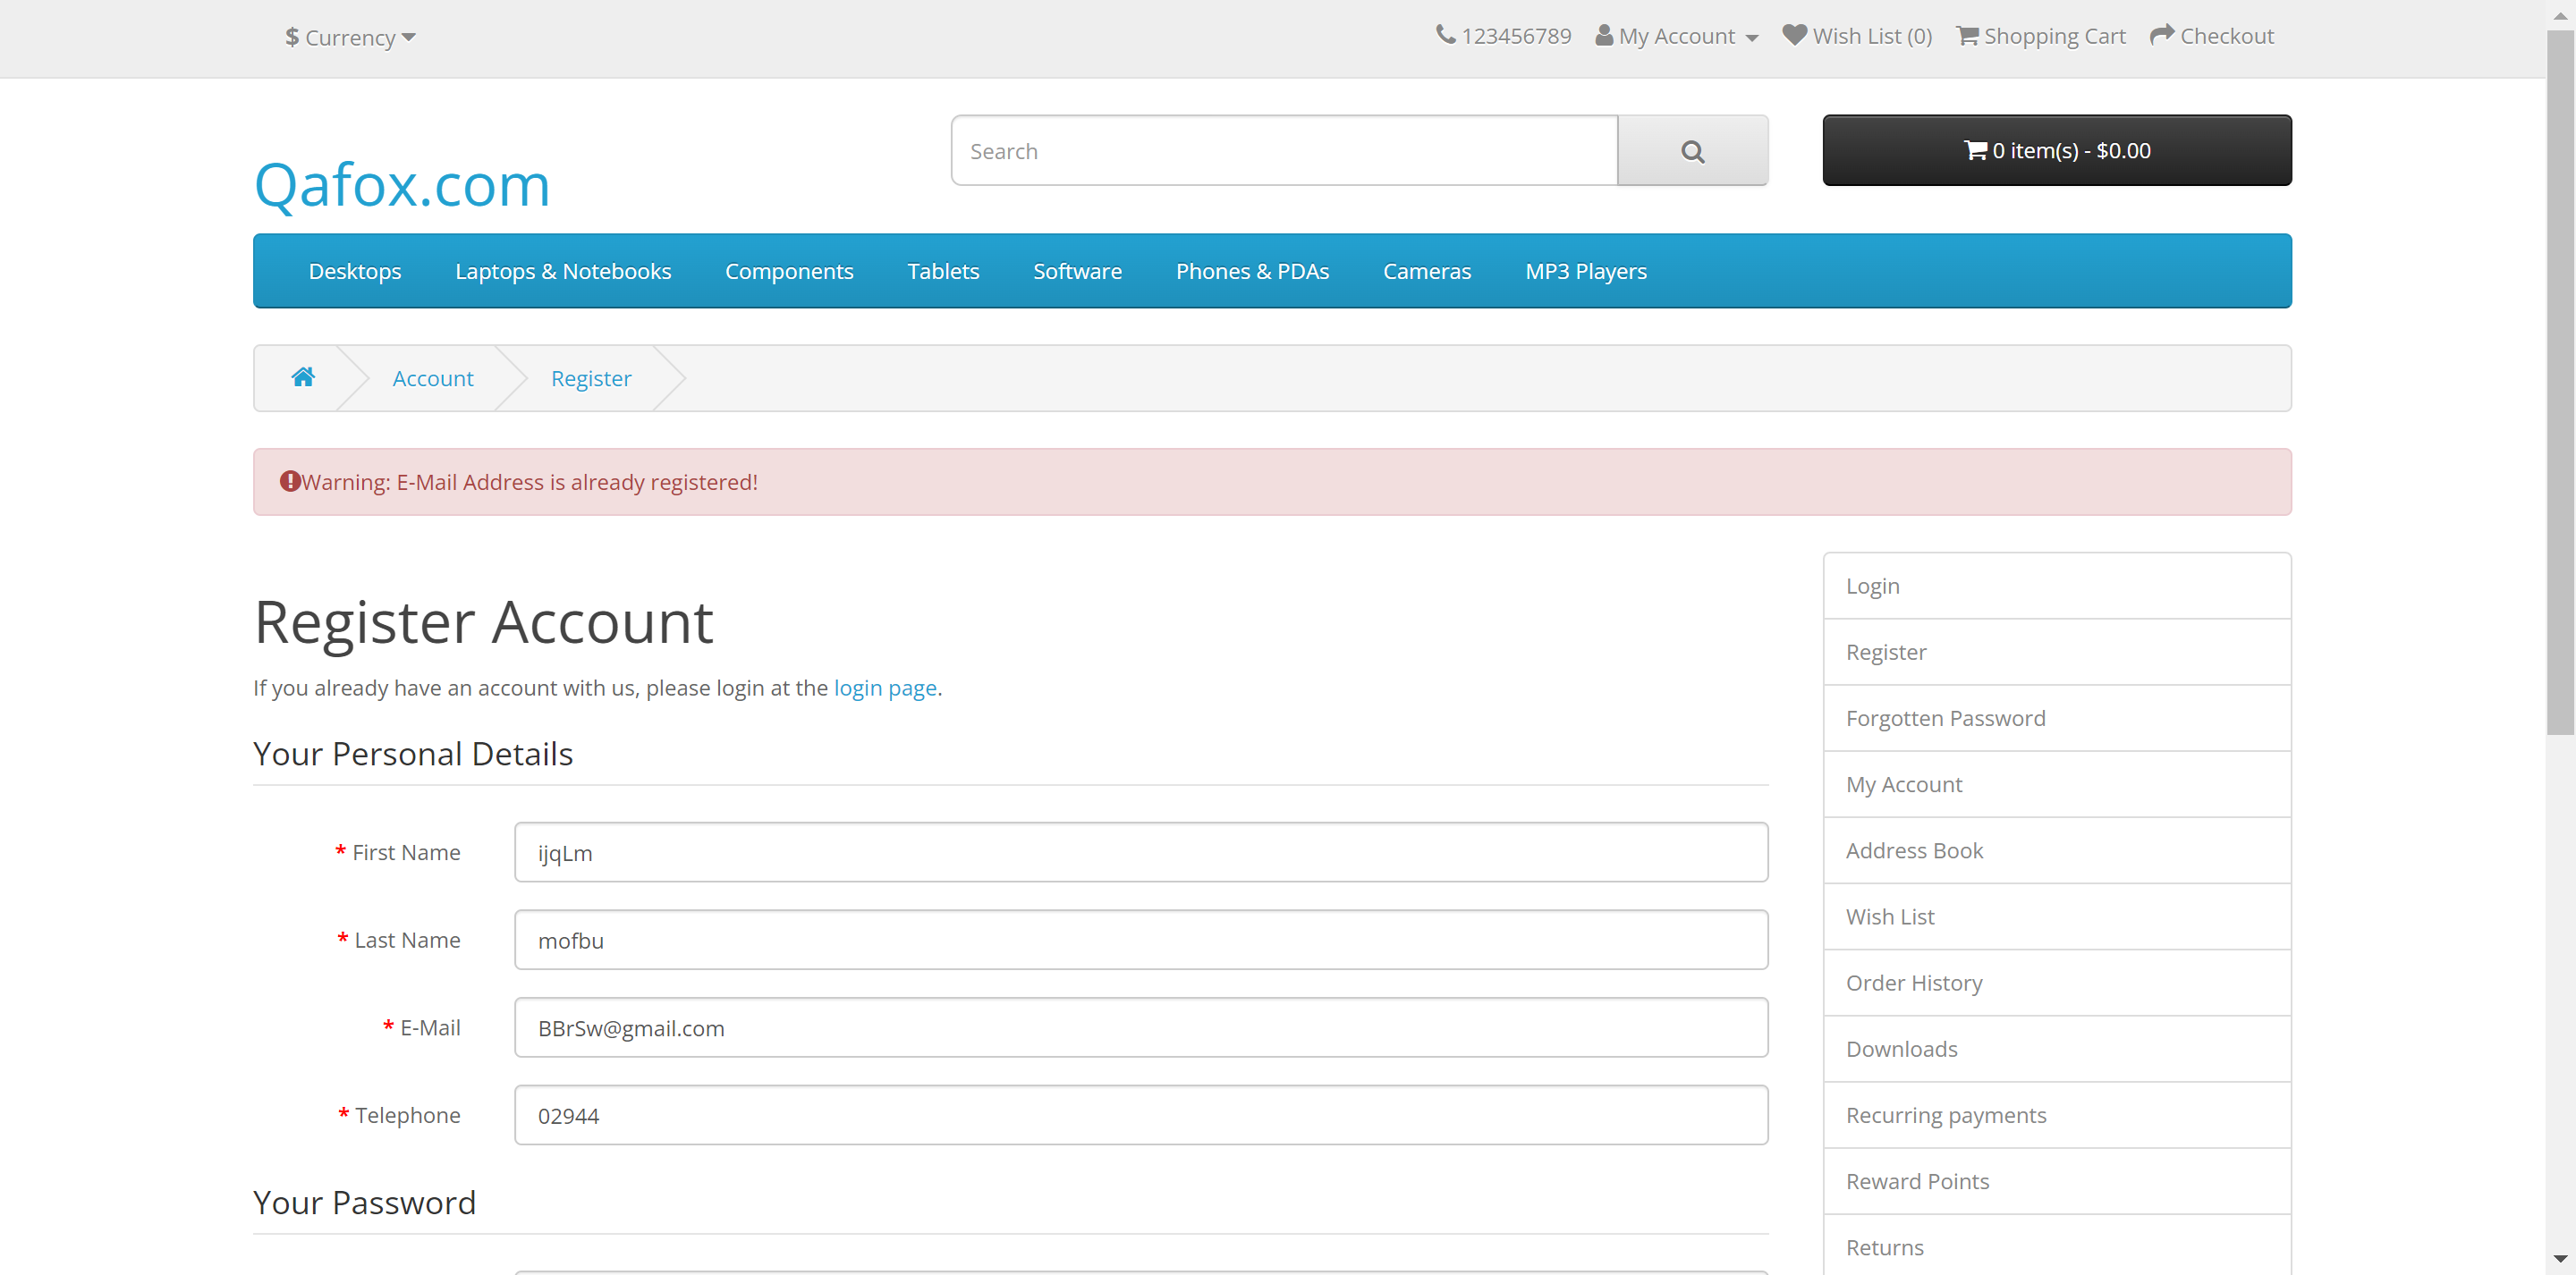 $ Currency
123456789 My Account Wish List (0) Shopping Cart Checkout
Qafox.com
Search
0 item(s) - $0.00
Desktops Laptops & Notebooks Components Tablets Software Phones & PDAs Cameras MP3 Players
Account Register
Warning: E-Mail Address is already registered!
Register Account
If you already have an account with us, please login at the login page.
Your Personal Details
* First Name ijqLm
* Last Name mofbu
* E-Mail BBrSw@gmail.com
* Telephone 02944
Your Password
Login
Register
Forgotten Password
My Account
Address Book
Wish List
Order History
Downloads
Recurring payments
Reward Points
Returns